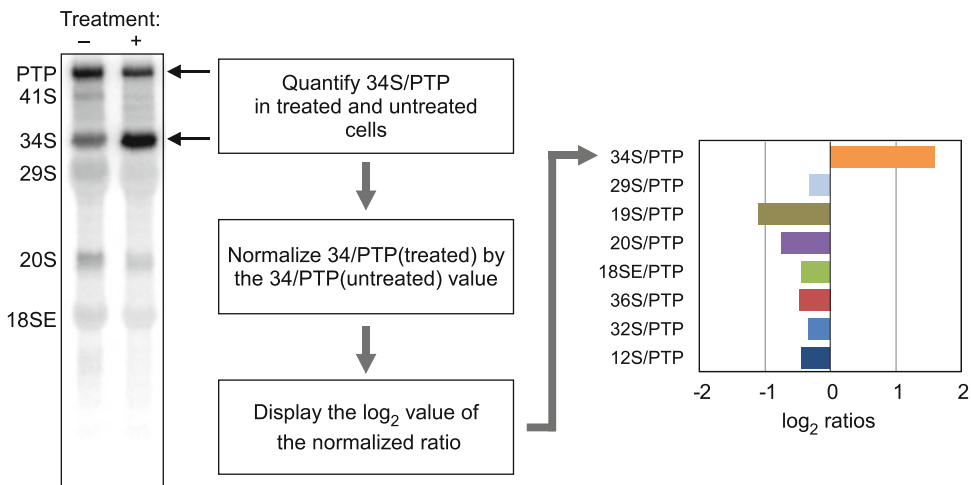 Treatment:
– +
PTP
41S
34S
29S
20S
18SE
Quantify 34S/PTP
in treated and untreated
cells
Normalize 34/PTP(treated) by
the 34/PTP(untreated) value
Display the log₂ value of
the normalized ratio
34S/PTP
29S/PTP
19S/PTP
20S/PTP
18SE/PTP
36S/PTP
32S/PTP
12S/PTP
-2 -1 0 1 2
log₂ ratios